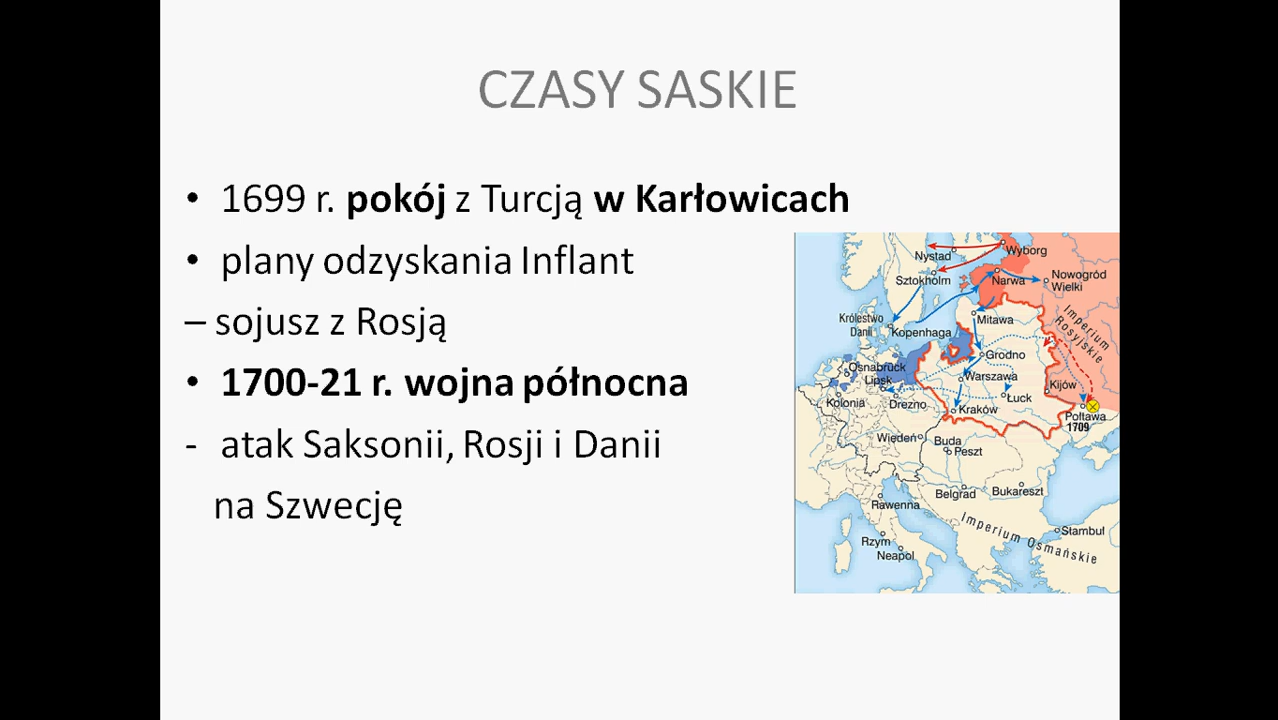 CZASY SASKIE
• 1699 r. pokój z Turcją w Karłowicach
• plany odzyskania Inflant
– sojusz z Rosją
• 1700-21 r. wojna północna
- atak Saksonii, Rosji i Danii
na Szwecję
Nystad
Wyborg
Sztokholm
Narwa
Nowogród
Wielki
Królestwo
Danii
Kopenhaga
Mitawa
Imperium
Rosyjskie
Grodno
Osnabrück
Lipsk
Warszawa
Kijów
Kolonia
Drezno
Łuck
Kraków
Połtawa
1709
Wiedeń
Buda
Peszt
Belgrad
Bukareszt
Rawenna
Imperium Osmańskie
Stambuł
Rzym
Neapol